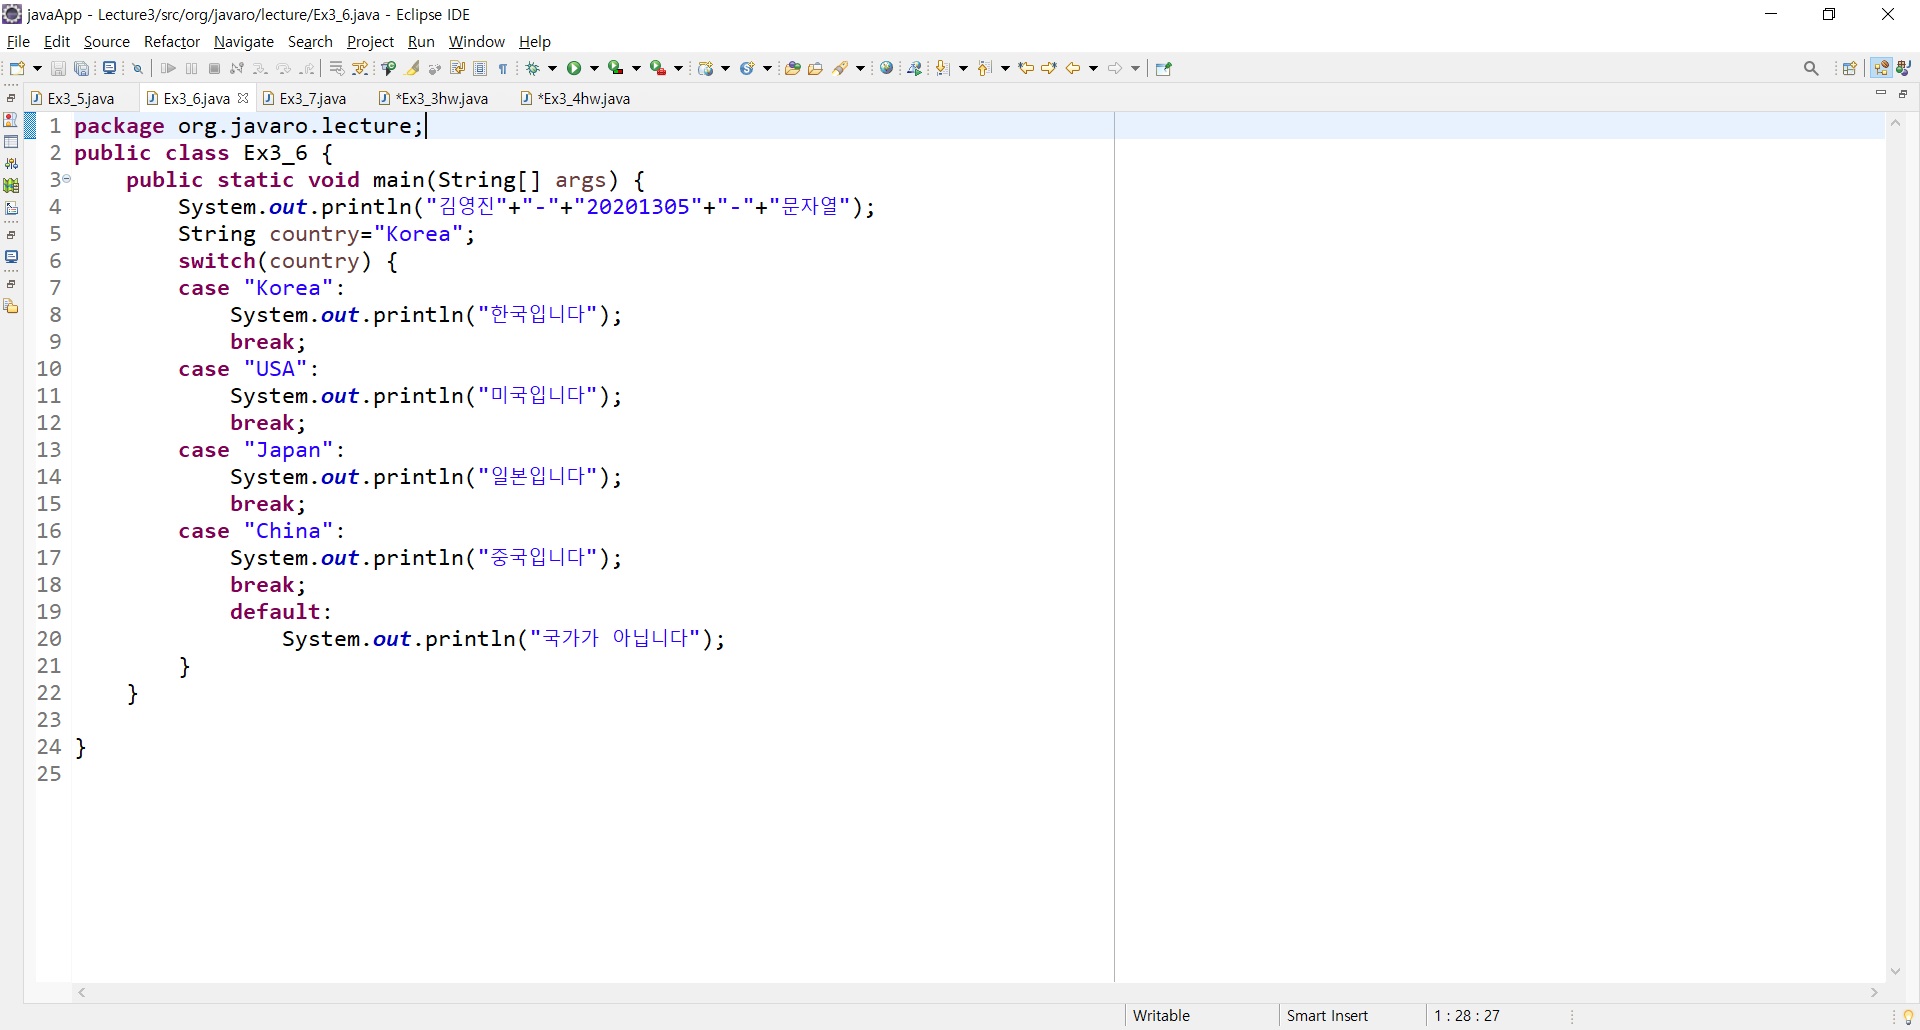 javaApp - Lecture3/src/org/javaro/lecture/Ex3_6.java - Eclipse IDE
File Edit Source Refactor Navigate Search Project Run Window Help
Ex3_5.java Ex3_6.java Ex3_7.java *Ex3_3hw.java *Ex3_4hw.java
1 package org.javaro.lecture;
2 public class Ex3_6 {
3 public static void main(String[] args) {
4 System.out.println("김영진"+"-"+"20201305"+"-"+"문자열");
5 String country="Korea";
6 switch(country) {
7 case "Korea":
8 System.out.println("한국입니다");
9 break;
10 case "USA":
11 System.out.println("미국입니다");
12 break;
13 case "Japan":
14 System.out.println("일본입니다");
15 break;
16 case "China":
17 System.out.println("중국입니다");
18 break;
19 default:
20 System.out.println("국가가 아닙니다");
21 }
22 }
23
24 }
25
Writable Smart Insert 1 : 28 : 27